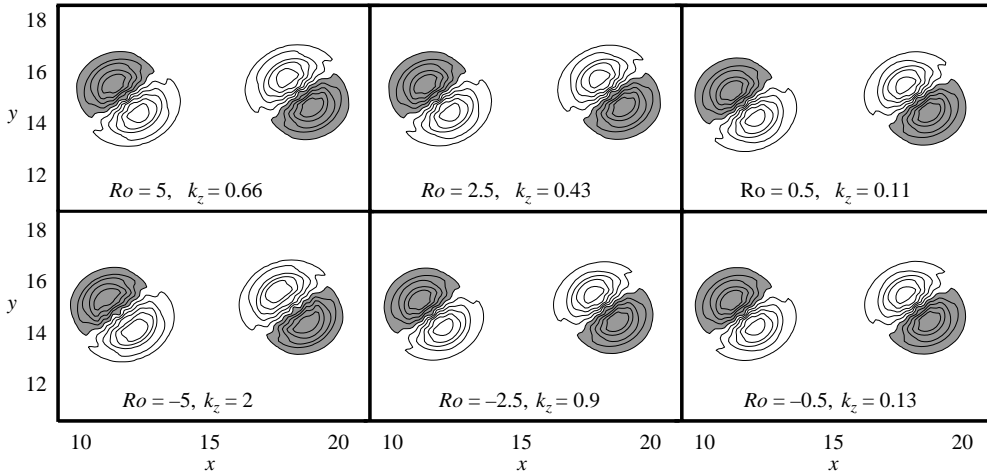 18
16
y
14
12
Ro = 5, k_z = 0.66
Ro = 2.5, k_z = 0.43
Ro = 0.5, k_z = 0.11
18
16
y
14
12
Ro = –5, k_z = 2
Ro = –2.5, k_z = 0.9
Ro = –0.5, k_z = 0.13
10 15 20 10 15 20 10 15 20
x x x